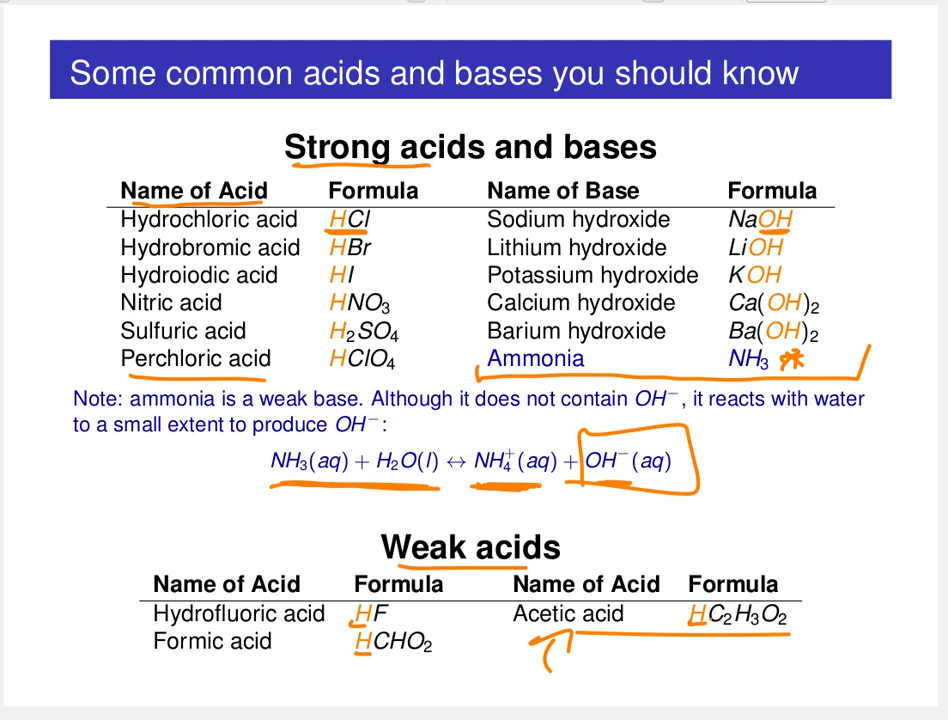 Some common acids and bases you should know
Strong acids and bases
Name of Acid Formula Name of Base Formula
Hydrochloric acid HCl Sodium hydroxide NaOH
Hydrobromic acid HBr Lithium hydroxide LiOH
Hydroiodic acid HI Potassium hydroxide KOH
Nitric acid HNO₃ Calcium hydroxide Ca(OH)₂
Sulfuric acid H₂SO₄ Barium hydroxide Ba(OH)₂
Perchloric acid HClO₄ Ammonia NH₃ *
Note: ammonia is a weak base. Although it does not contain OH⁻, it reacts with water
to a small extent to produce OH⁻:
NH₃(aq) + H₂O(l) ↔ NH₄⁺(aq) + OH⁻(aq)
Weak acids
Name of Acid Formula Name of Acid Formula
Hydrofluoric acid HF Acetic acid HC₂H₃O₂
Formic acid HCHO₂